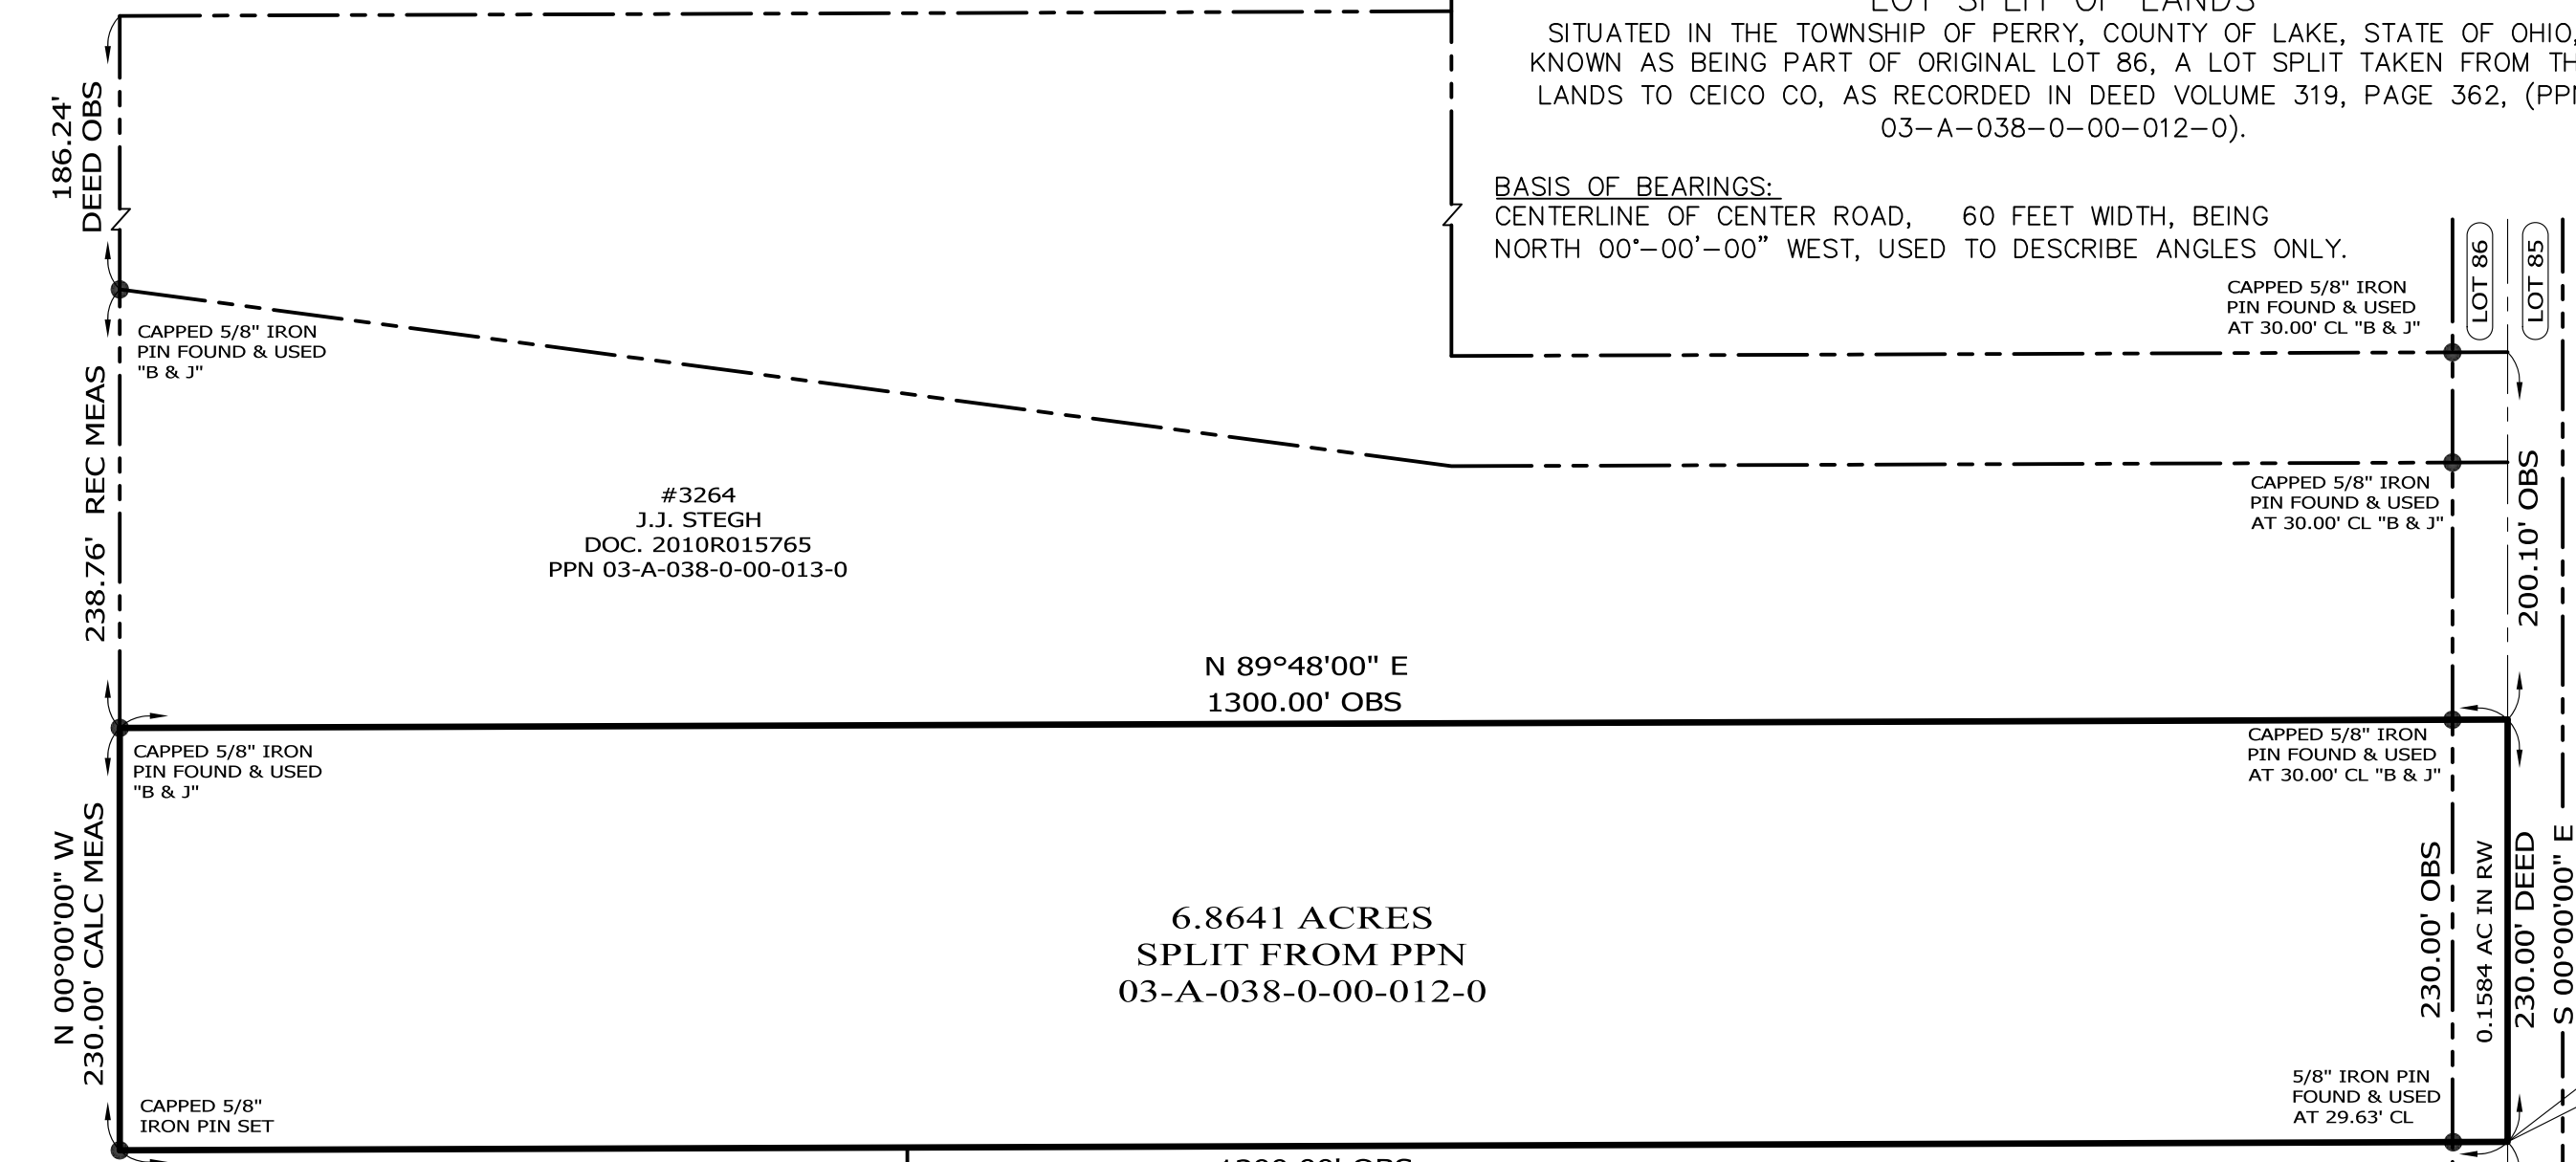 LOT SPLIT OF LANDS
SITUATED IN THE TOWNSHIP OF PERRY, COUNTY OF LAKE, STATE OF OHIO,
KNOWN AS BEING PART OF ORIGINAL LOT 86, A LOT SPLIT TAKEN FROM TH
LANDS TO CEICO CO, AS RECORDED IN DEED VOLUME 319, PAGE 362, (PPN
03-A-038-0-00-012-0).
BASIS OF BEARINGS:
CENTERLINE OF CENTER ROAD, 60 FEET WIDTH, BEING
NORTH 00°-00'-00" WEST, USED TO DESCRIBE ANGLES ONLY.
186.24'
DEED OBS
LOT 86
LOT 85
CAPPED 5/8" IRON
PIN FOUND & USED
AT 30.00' CL "B & J"
CAPPED 5/8" IRON
PIN FOUND & USED
"B & J"
238.76' REC MEAS
#3264
J.J. STEGH
DOC. 2010R015765
PPN 03-A-038-0-00-013-0
CAPPED 5/8" IRON
PIN FOUND & USED
AT 30.00' CL "B & J"
200.10' OBS
N 89°48'00" E
1300.00' OBS
CAPPED 5/8" IRON
PIN FOUND & USED
"B & J"
CAPPED 5/8" IRON
PIN FOUND & USED
AT 30.00' CL "B & J"
N 00°00'00" W
230.00' CALC MEAS
6.8641 ACRES
SPLIT FROM PPN
03-A-038-0-00-012-0
230.00' OBS
0.1584 AC IN RW
230.00' DEED
S 00°00'00" E
CAPPED 5/8"
IRON PIN SET
5/8" IRON PIN
FOUND & USED
AT 29.63' CL
1300.00' OBS